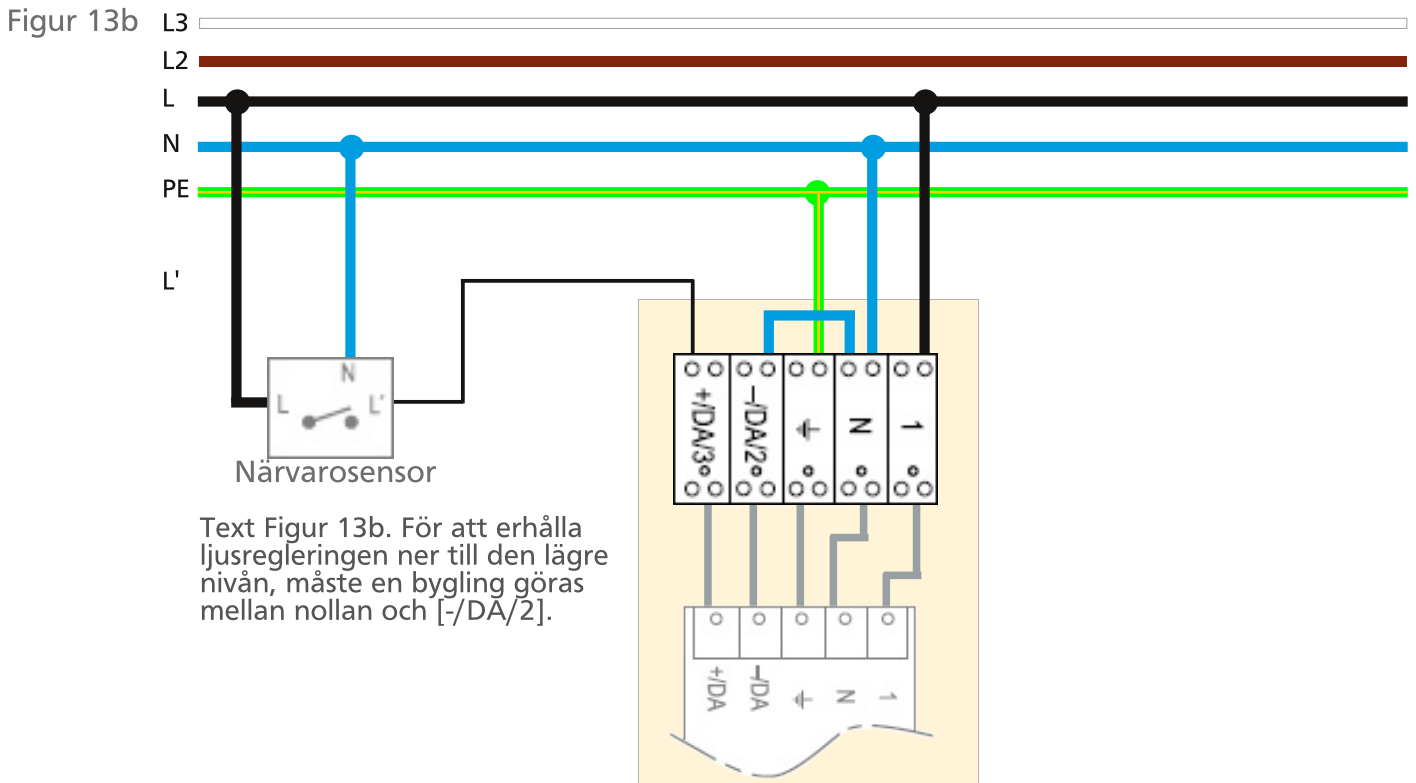 Figur 13b
L3
L2
L
N
PE
L'
N
L
L'
Närvarosensor
+/DA/3
-/DA/2
N
1
Text Figur 13b. För att erhålla
ljusregleringen ner till den lägre
nivån, måste en bygling göras
mellan nollan och [-/DA/2].
+/DA
-/DA
N
1